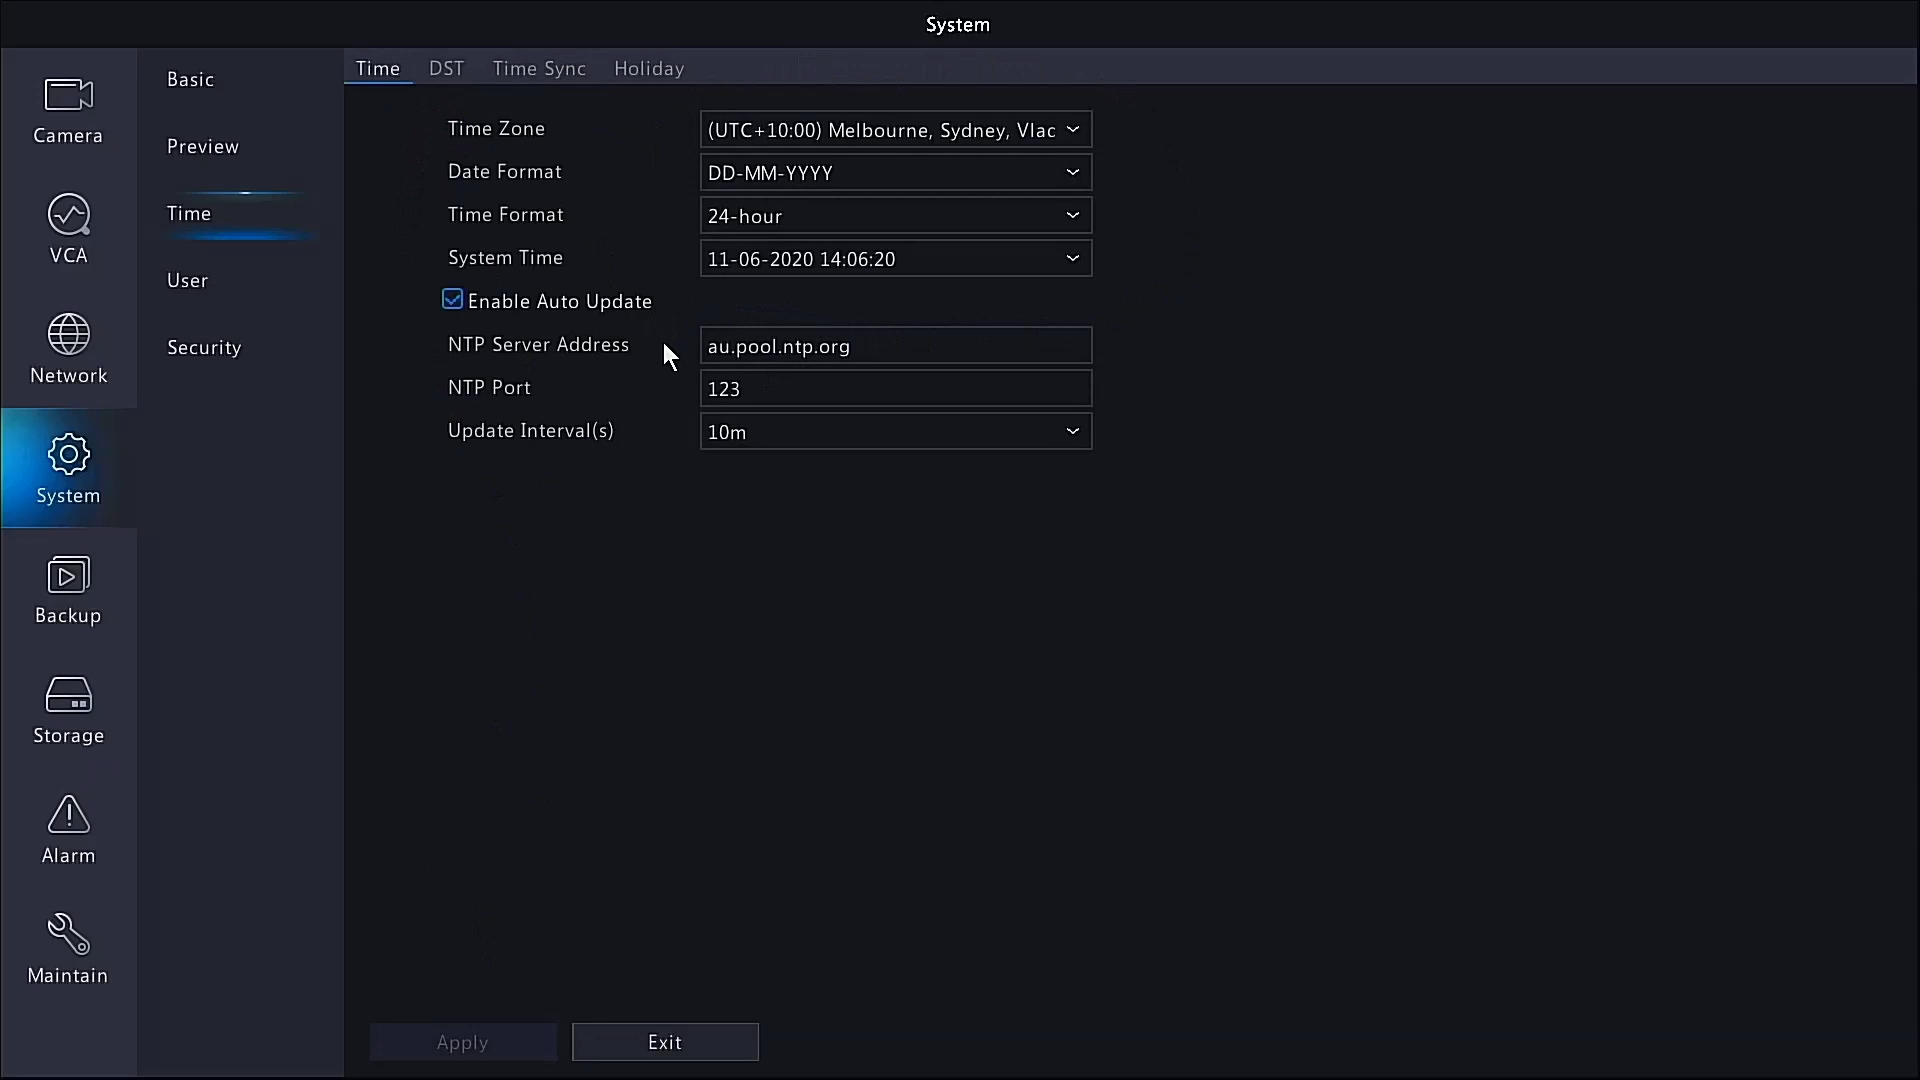 System
Camera
VCA
Network
System
Backup
Storage
Alarm
Maintain
Basic
Preview
Time
User
Security
Time DST Time Sync Holiday
Time Zone (UTC+10:00) Melbourne, Sydney, Vlac
Date Format DD-MM-YYYY
Time Format 24-hour
System Time 11-06-2020 14:06:20
Enable Auto Update
NTP Server Address au.pool.ntp.org
NTP Port 123
Update Interval(s) 10m
Apply Exit